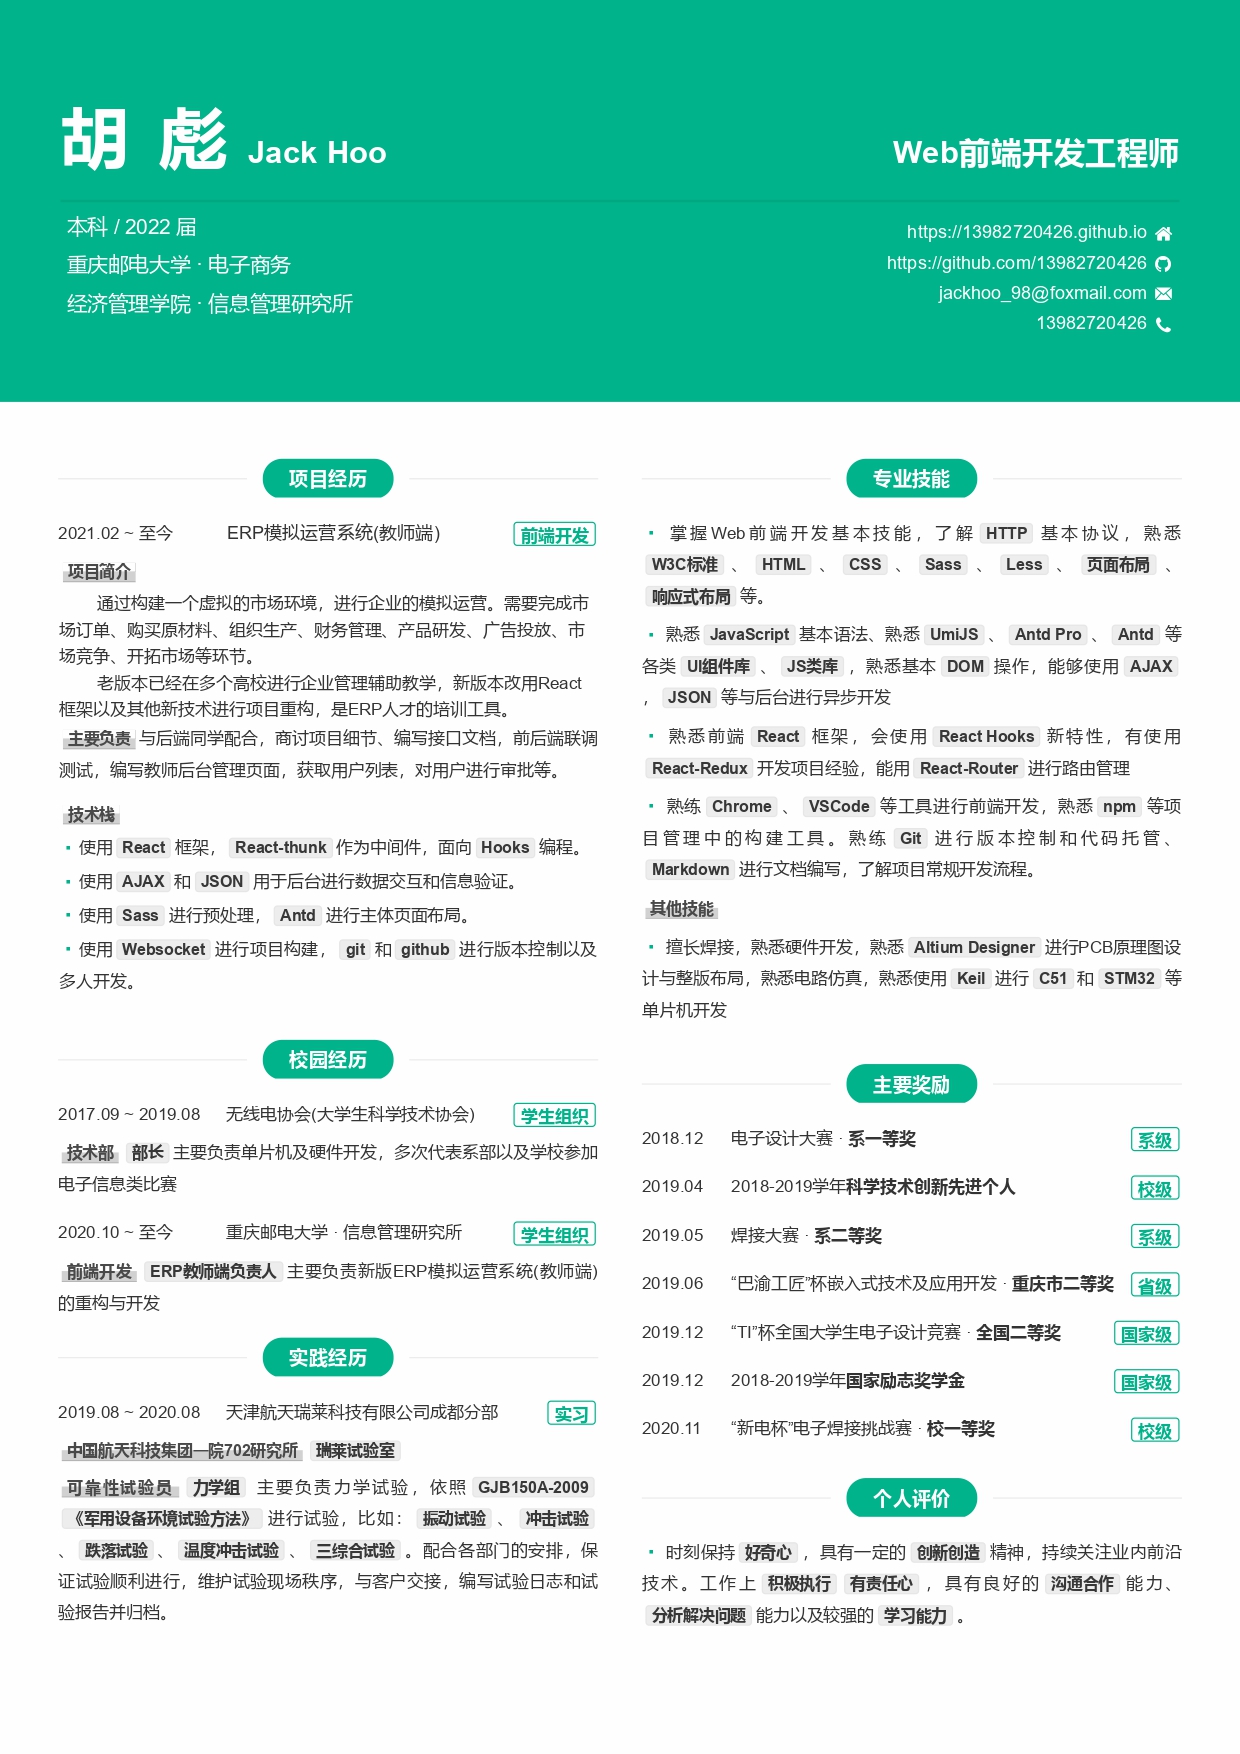 胡 彪 Jack Hoo
Web前端开发工程师
本科 / 2022 届
重庆邮电大学 · 电子商务
经济管理学院 · 信息管理研究所
https://13982720426.github.io
https://github.com/13982720426
jackhoo_98@foxmail.com
13982720426
项目经历
2021.02 ~ 至今 ERP模拟运营系统(教师端) 前端开发
项目简介
通过构建一个虚拟的市场环境，进行企业的模拟运营。需要完成市
场订单、购买原材料、组织生产、财务管理、产品研发、广告投放、市
场竞争、开拓市场等环节。
老版本已经在多个高校进行企业管理辅助教学，新版本改用React
框架以及其他新技术进行项目重构，是ERP人才的培训工具。
主要负责 与后端同学配合，商讨项目细节、编写接口文档，前后端联调
测试，编写教师后台管理页面，获取用户列表，对用户进行审批等。
技术栈
▪ 使用 React 框架， React-thunk 作为中间件，面向 Hooks 编程。
▪ 使用 AJAX 和 JSON 用于后台进行数据交互和信息验证。
▪ 使用 Sass 进行预处理， Antd 进行主体页面布局。
▪ 使用 Websocket 进行项目构建， git 和 github 进行版本控制以及
多人开发。
校园经历
2017.09 ~ 2019.08 无线电协会(大学生科学技术协会) 学生组织
技术部 部长 主要负责单片机及硬件开发，多次代表系部以及学校参加
电子信息类比赛
2020.10 ~ 至今 重庆邮电大学 · 信息管理研究所 学生组织
前端开发 ERP教师端负责人 主要负责新版ERP模拟运营系统(教师端)
的重构与开发
实践经历
2019.08 ~ 2020.08 天津航天瑞莱科技有限公司成都分部 实习
中国航天科技集团一院702研究所 瑞莱试验室
可靠性试验员 力学组 主要负责力学试验，依照 GJB150A-2009
《军用设备环境试验方法》 进行试验，比如： 振动试验 、 冲击试验
、 跌落试验 、 温度冲击试验 、 三综合试验 。配合各部门的安排，保
证试验顺利进行，维护试验现场秩序，与客户交接，编写试验日志和试
验报告并归档。
专业技能
▪ 掌握Web前端开发基本技能，了解 HTTP 基本协议，熟悉
W3C标准 、 HTML 、 CSS 、 Sass 、 Less 、 页面布局 、
响应式布局 等。
▪ 熟悉 JavaScript 基本语法、熟悉 UmiJS 、 Antd Pro 、 Antd 等
各类 UI组件库 、 JS类库 ，熟悉基本 DOM 操作，能够使用 AJAX
， JSON 等与后台进行异步开发
▪ 熟悉前端 React 框架，会使用 React Hooks 新特性，有使用
React-Redux 开发项目经验，能用 React-Router 进行路由管理
▪ 熟练 Chrome 、 VSCode 等工具进行前端开发，熟悉 npm 等项
目管理中的构建工具。熟练 Git 进行版本控制和代码托管、
Markdown 进行文档编写，了解项目常规开发流程。
其他技能
▪ 擅长焊接，熟悉硬件开发，熟悉 Altium Designer 进行PCB原理图设
计与整版布局，熟悉电路仿真，熟悉使用 Keil 进行 C51 和 STM32 等
单片机开发
主要奖励
2018.12 电子设计大赛 · 系一等奖 系级
2019.04 2018-2019学年科学技术创新先进个人 校级
2019.05 焊接大赛 · 系二等奖 系级
2019.06 “巴渝工匠”杯嵌入式技术及应用开发 · 重庆市二等奖 省级
2019.12 “TI”杯全国大学生电子设计竞赛 · 全国二等奖 国家级
2019.12 2018-2019学年国家励志奖学金 国家级
2020.11 “新电杯”电子焊接挑战赛 · 校一等奖 校级
个人评价
▪ 时刻保持 好奇心 ，具有一定的 创新创造 精神，持续关注业内前沿
技术。工作上 积极执行 有责任心 ，具有良好的 沟通合作 能力、
分析解决问题 能力以及较强的 学习能力 。